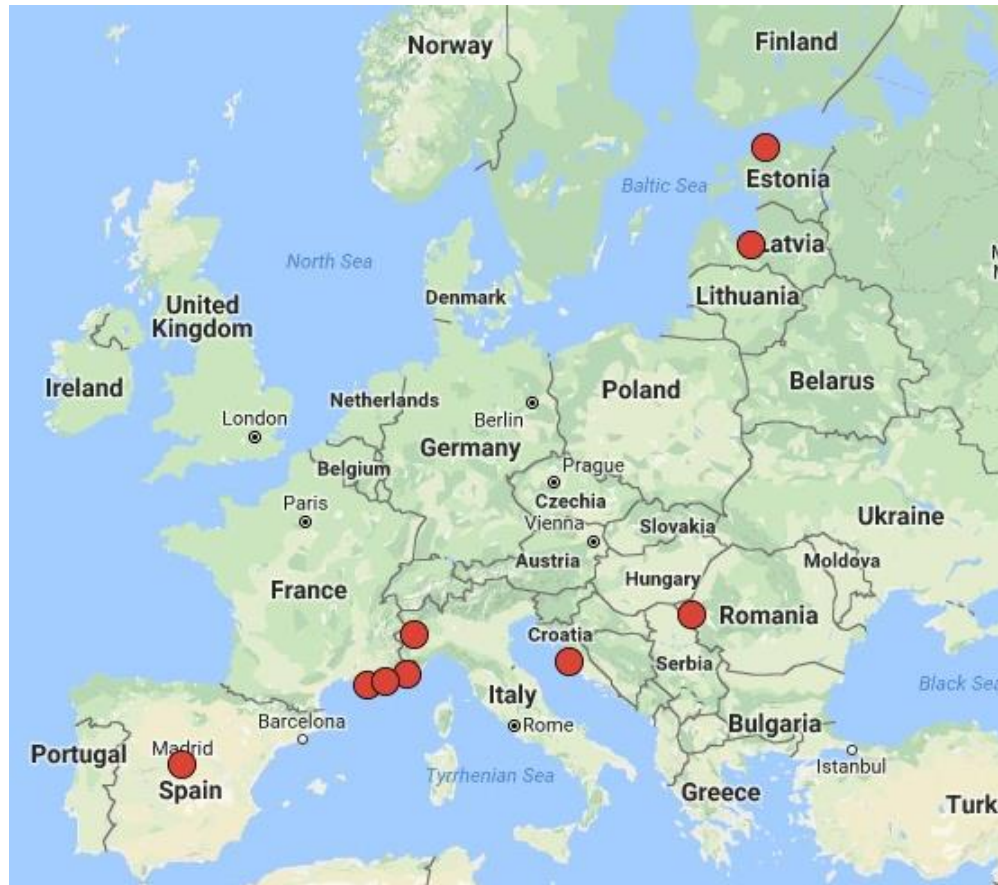 Norway
Finland
Estonia
Baltic Sea
Latvia
North Sea
Denmark
Lithuania
United
Kingdom
Ireland
Belarus
Netherlands
Poland
Berlin
London
Germany
Belgium
Prague
Czechia
Paris
Vienna
Slovakia
Ukraine
Austria
Moldova
France
Hungary
Romania
Croatia
Serbia
Black Sea
Italy
Barcelona
Rome
Bulgaria
Portugal
Madrid
Istanbul
Tyrrhenian Sea
Spain
Greece
Turk